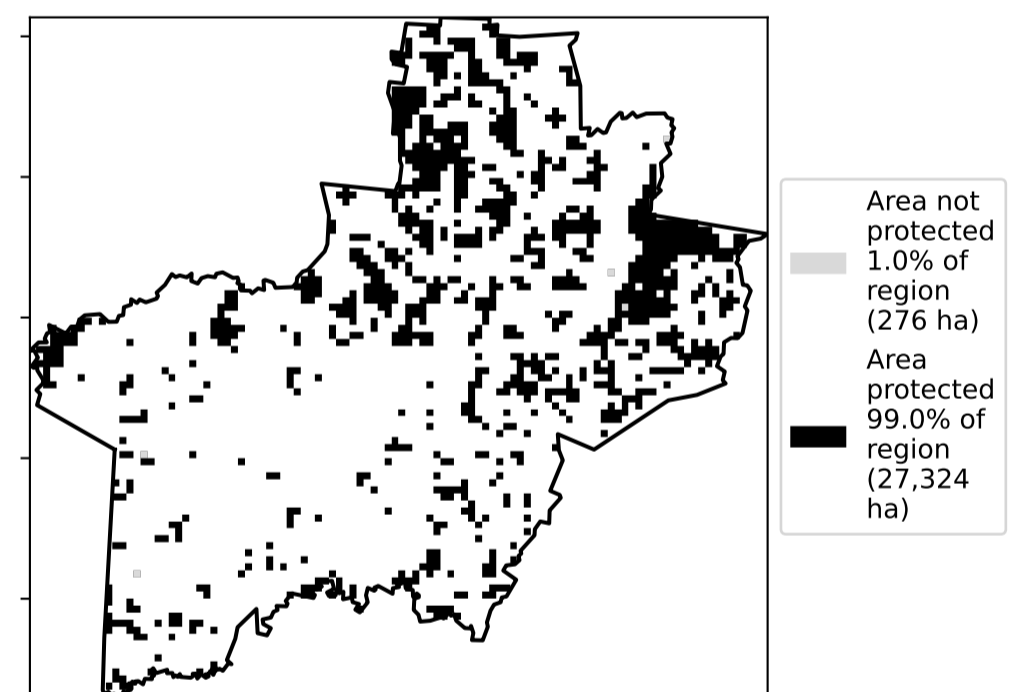 Area not
protected
1.0% of
region
(276 ha)
Area
protected
99.0% of
region
(27,324
ha)